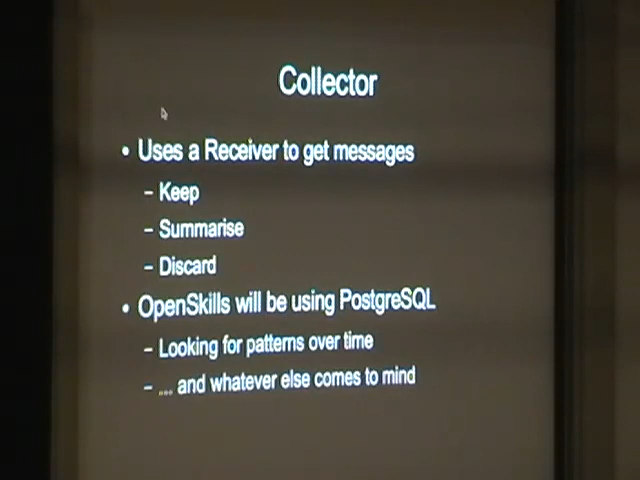 Collector
• Uses a Receiver to get messages
– Keep
– Summarise
– Discard
• OpenSkills will be using PostgreSQL
– Looking for patterns over time
– ... and whatever else comes to mind